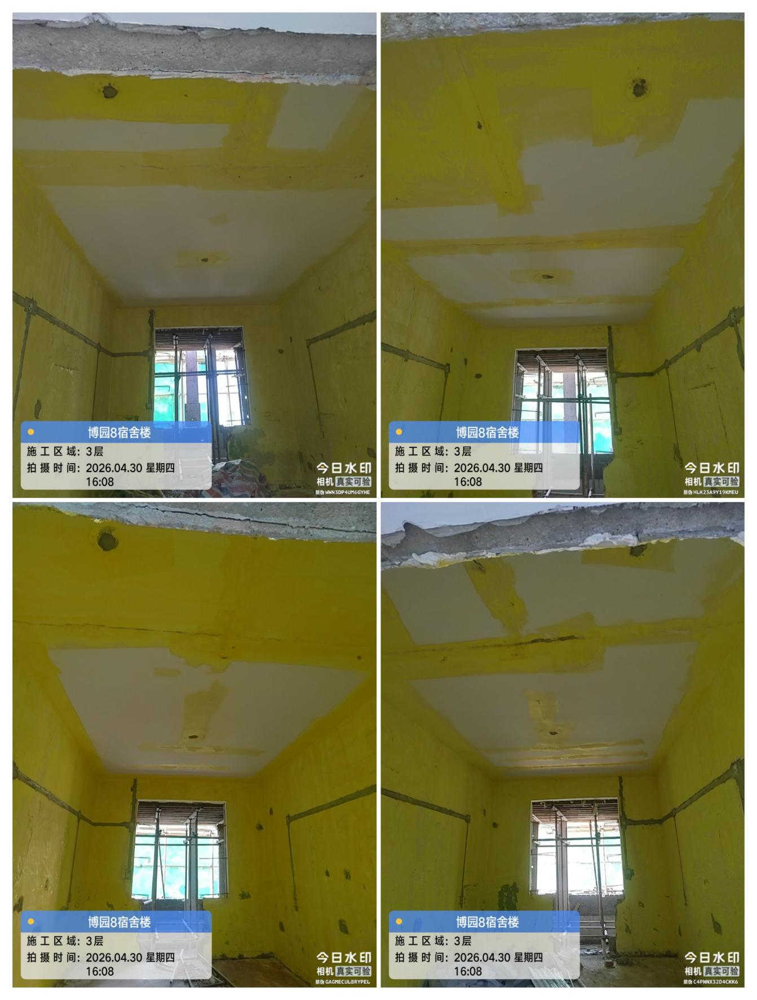 博园8宿舍楼
施工区域：3层
拍摄时间：2026.04.30 星期四
16:08
今日水印
相机 真实可验
防伪 WWN3DP4UM6GYHE
博园8宿舍楼
施工区域：3层
拍摄时间：2026.04.30 星期四
16:08
今日水印
相机 真实可验
防伪 HLK23A9Y19KMEU
博园8宿舍楼
施工区域：3层
拍摄时间：2026.04.30 星期四
16:08
今日水印
相机 真实可验
防伪 GAGMECULBRYPEL
博园8宿舍楼
施工区域：3层
拍摄时间：2026.04.30 星期四
16:08
今日水印
相机 真实可验
防伪 C4PNNX32D4CKK6